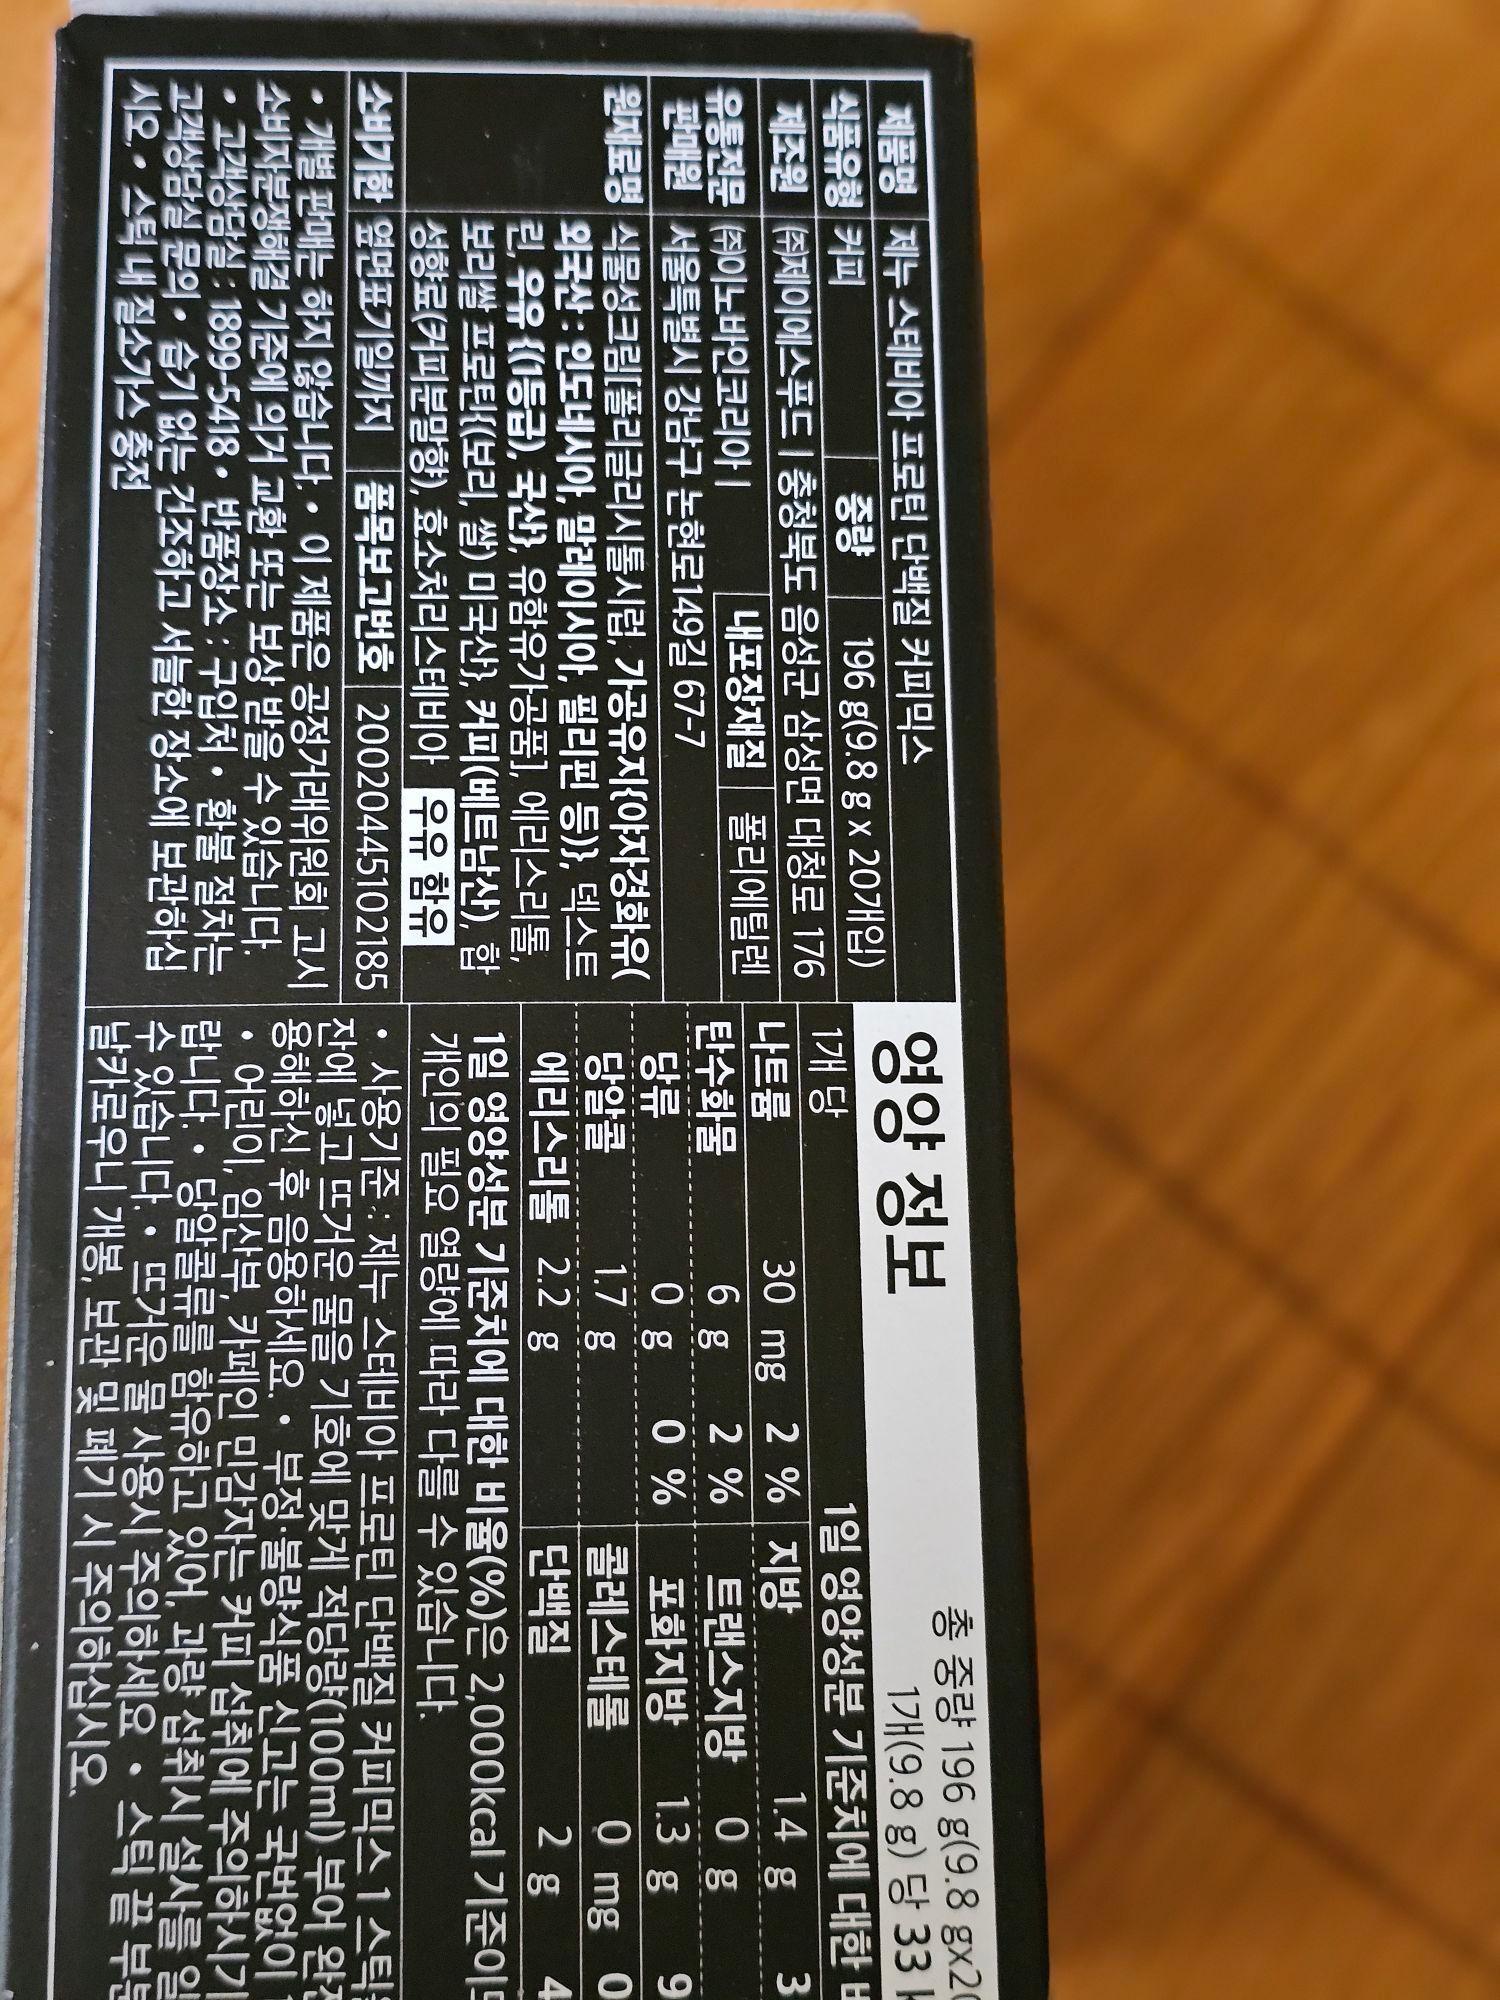 제품명 제누 스테비아 프로틴 단백질 커피믹스
식품유형 커피 중량 196 g(9.8 g x 20개입)
제조원 (주)제이에스푸드 | 충청북도 음성군 삼성면 대청로 176
유통전문판매원 (주)이노바인코리아 | 내포장재질 폴리에틸렌
서울특별시 강남구 논현로149길 67-7
원재료명 식물성크림[폴리글리시톨시럽, 가공유지{야자경화유(
외국산 : 인도네시아, 말레이시아, 필리핀 등)}, 덱스트
린, 우유 {(1등급), 국산}, 유함유가공품], 에리스리톨,
보리쌀 프로틴{(보리, 쌀) 미국산}, 커피(베트남산), 합
성향료(커피분말향), 효소처리스테비아 우유 함유
소비기한 옆면표기일까지 품목보고번호 20020445102185
• 개별 판매는 하지 않습니다. • 이 제품은 공정거래위원회 고시
소비자분쟁해결 기준에 의거 교환 또는 보상 받을 수 있습니다.
• 고객상담실 : 1899-5418 • 반품장소 : 구입처 • 환불 절차는
고객상담실 문의 • 습기 없는 건조하고 서늘한 장소에 보관하십
시오. • 스틱 내 질소가스 충전
영양 정보
총 중량 196 g(9.8 gx20
1개(9.8 g) 당 33
1개 당 1일 영양성분 기준치에 대한
나트륨 30 mg 2 % 지방 1.4 g 3
탄수화물 6 g 2 % 트랜스지방 0 g
당류 0 g 0 % 포화지방 1.3 g 9
당알콜 1.7 g 콜레스테롤 0 mg 0
에리스리톨 2.2 g 단백질 2 g 4
1일 영양성분 기준치에 대한 비율(%)은 2,000kcal 기준이므
개인의 필요 열량에 따라 다를 수 있습니다.
• 사용기준 : 제누 스테비아 프로틴 단백질 커피믹스 1 스틱을
잔에 넣고 뜨거운 물을 기호에 맞게 적당량(100ml) 부어 완전
용해하신 후 음용하세요. • 부정·불량식품 신고는 국번없이
• 어린이, 임산부, 카페인 민감자는 커피 섭취에 주의하시기
랍니다. • 당알콜류를 함유하고 있어, 과량 섭취시 설사를 일
수 있습니다. • 뜨거운 물 사용시 주의하세요. • 스틱 끝 부분
날카로우니 개봉, 보관 및 폐기 시 주의하십시오.